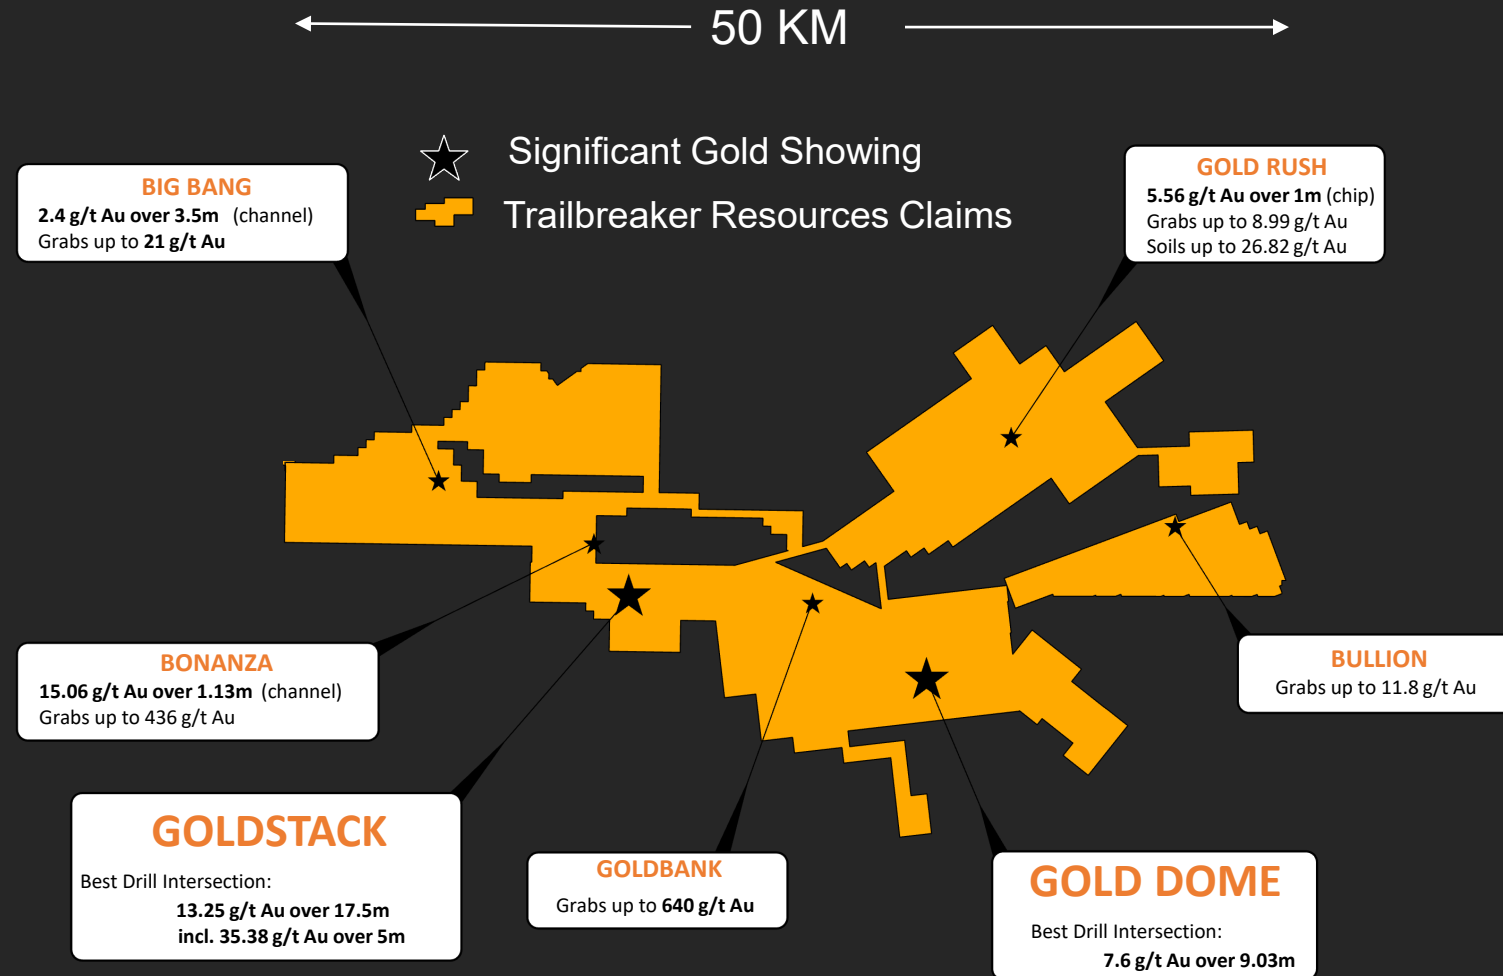 50 KM
Significant Gold Showing
Trailbreaker Resources Claims
BIG BANG
2.4 g/t Au over 3.5m (channel)
Grabs up to 21 g/t Au
GOLD RUSH
5.56 g/t Au over 1m (chip)
Grabs up to 8.99 g/t Au
Soils up to 26.82 g/t Au
BONANZA
15.06 g/t Au over 1.13m (channel)
Grabs up to 436 g/t Au
BULLION
Grabs up to 11.8 g/t Au
GOLDSTACK
Best Drill Intersection:
13.25 g/t Au over 17.5m
incl. 35.38 g/t Au over 5m
GOLDBANK
Grabs up to 640 g/t Au
GOLD DOME
Best Drill Intersection:
7.6 g/t Au over 9.03m